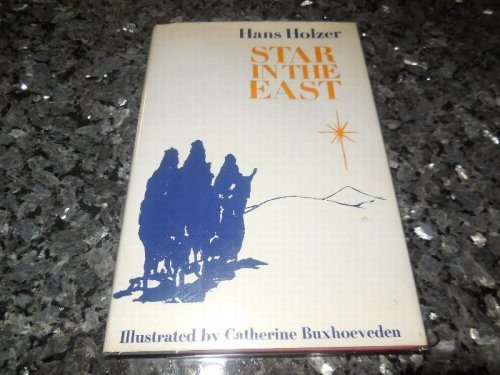 Hans Holzer
STAR
IN THE
EAST
Illustrated by Catherine Buxhoeveden